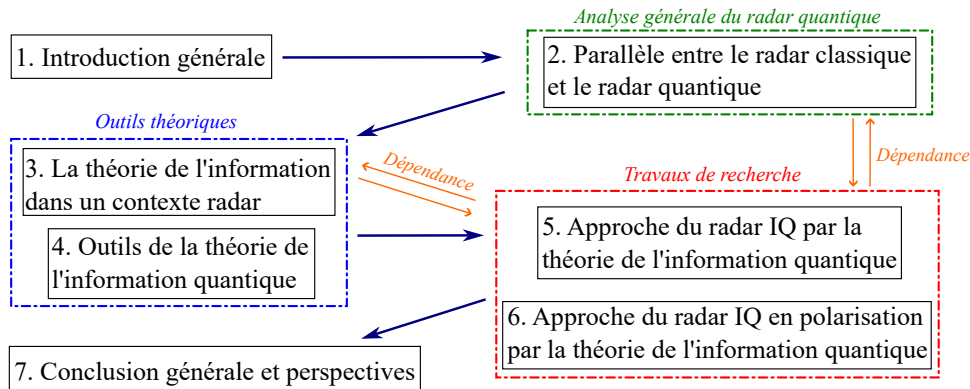 Analyse générale du radar quantique
1. Introduction générale
2. Parallèle entre le radar classique
et le radar quantique
Outils théoriques
3. La théorie de l'information
dans un contexte radar
4. Outils de la théorie de
l'information quantique
Dépendance
Dépendance
Travaux de recherche
5. Approche du radar IQ par la
théorie de l'information quantique
6. Approche du radar IQ en polarisation
par la théorie de l'information quantique
7. Conclusion générale et perspectives